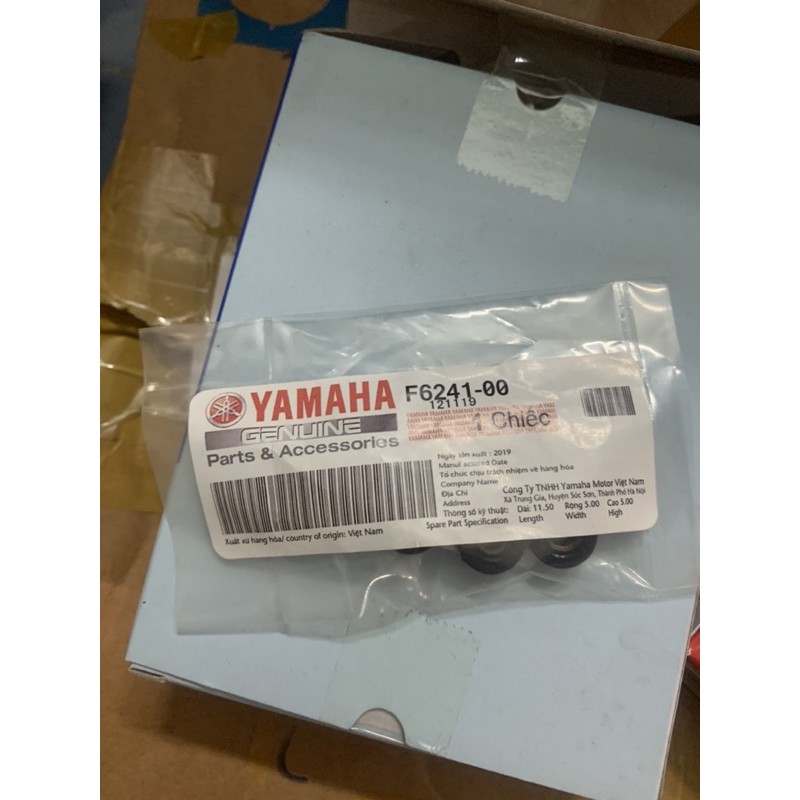 YAMAHA
GENUINE
Parts & Accessories
F6241-00
121119
1 Chiếc
Ngày sản xuất : 2019
Manufactured Date
Tổ chức chịu trách nhiệm về hàng hóa
Company Name Công Ty TNHH Yamaha Motor Việt Nam
Địa Chỉ Xã Trung Gia, Huyện Sóc Sơn, Thành Phố Hà Nội
Address
Thông số kỹ thuật: Dài: 11.50 Rộng 5.00 Cao 5.00
Spare Part Specification Length Width High
Xuất xứ hàng hóa/ country of origin: Việt Nam